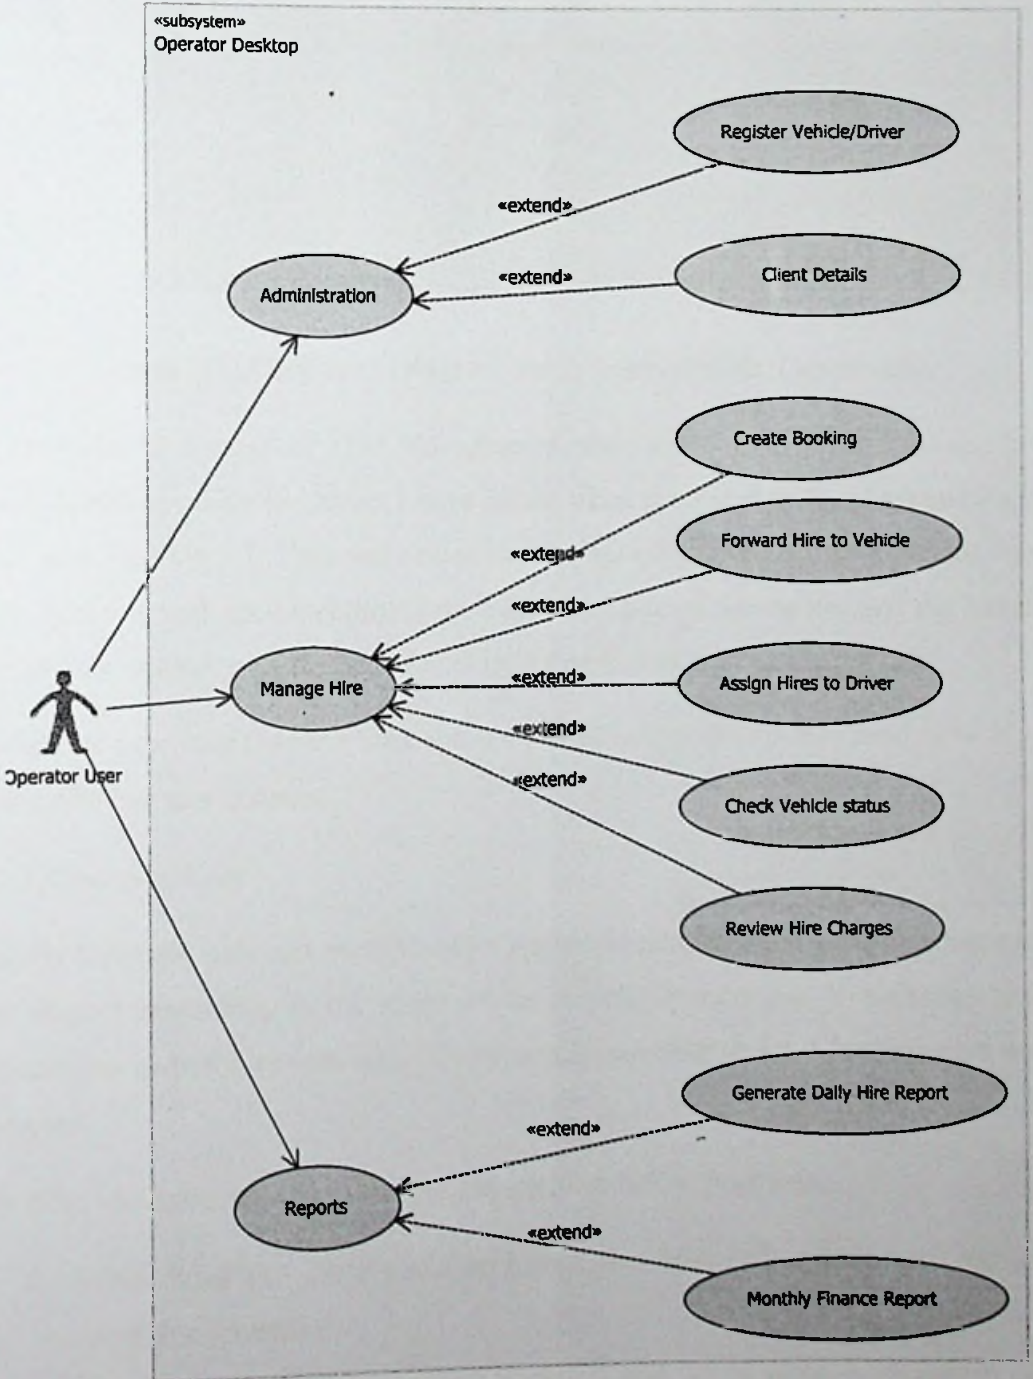 «subsystem»
Operator Desktop
Register Vehicle/Driver
«extend»
Client Details
«extend»
Administration
Create Booking
Forward Hire to Vehicle
«extend»
«extend»
Assign Hires to Driver
«extend»
Manage Hire
«extend»
Check Vehicle status
«extend»
Operator User
Review Hire Charges
Generate Daily Hire Report
«extend»
Reports
«extend»
Monthly Finance Report